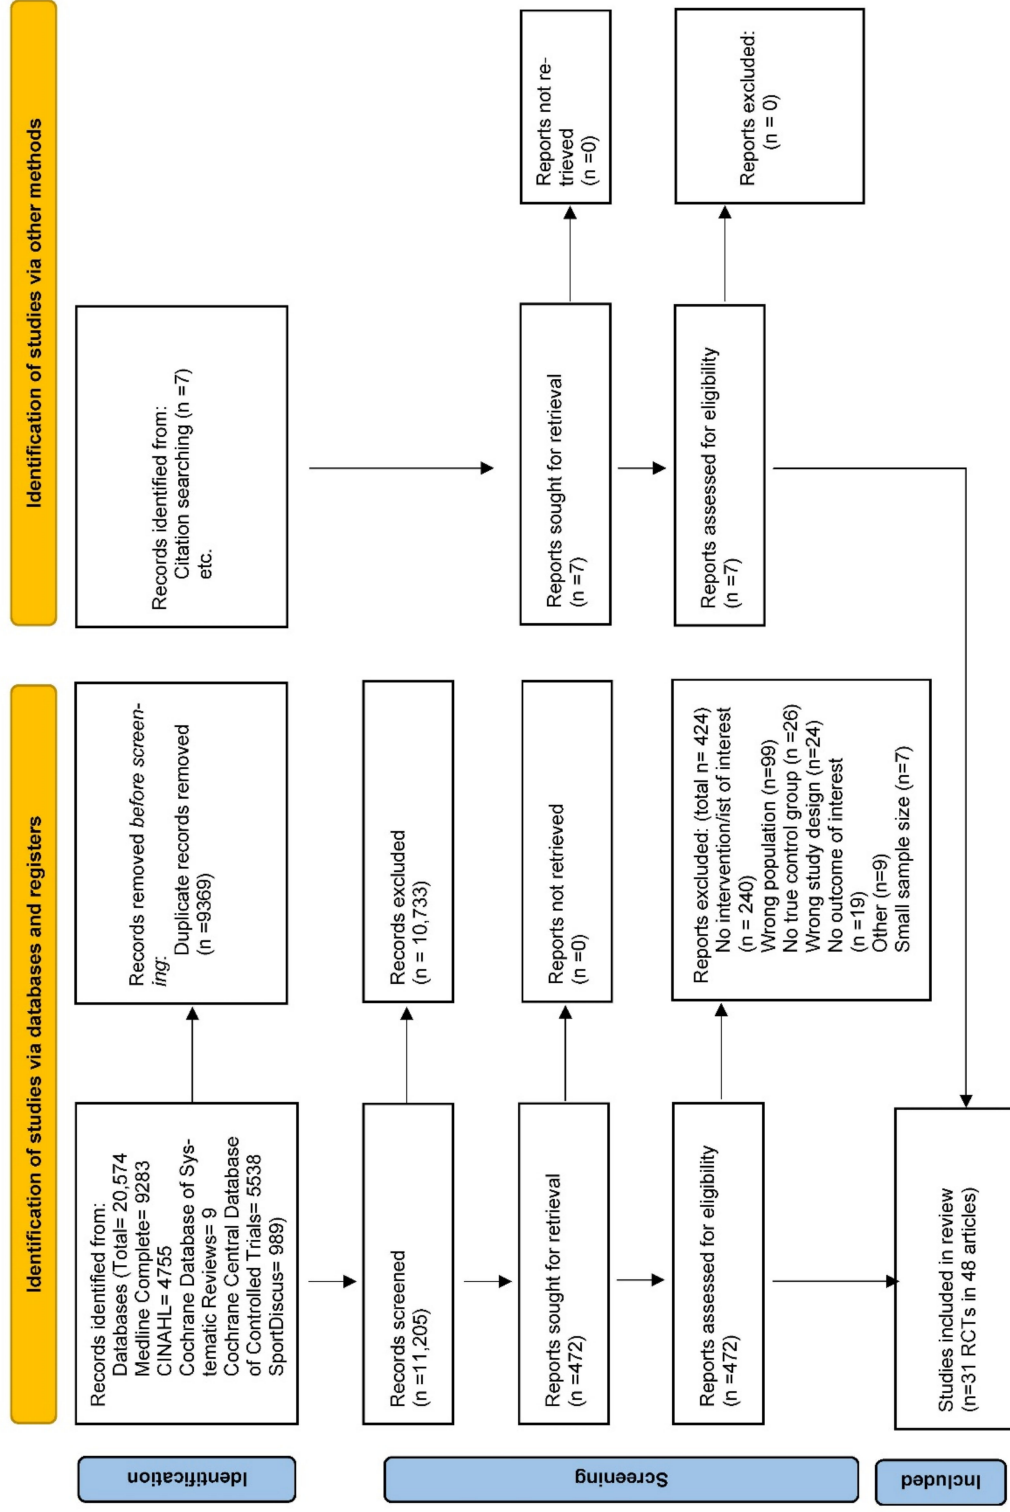 Identification of studies via databases and registers
Identification of studies via other methods
Identification
Records identified from:
Databases (Total= 20,574
Medline Complete= 9283
CINAHL= 4755
Cochrane Database of Sys-
tematic Reviews= 9
Cochrane Central Database
of Controlled Trials= 5538
SportDiscus= 989)
Records removed before screen-
ing:
Duplicate records removed
(n =9369)
Records identified from:
Citation searching (n =7)
etc.
Screening
Records screened
(n =11,205)
Records excluded
(n = 10,733)
Reports sought for retrieval
(n =472)
Reports not retrieved
(n =0)
Reports sought for retrieval
(n =7)
Reports not re-
trieved
(n =0)
Reports assessed for eligibility
(n =472)
Reports excluded: (total n= 424)
No intervention/ist of interest
(n = 240)
Wrong population (n=99)
No true control group (n =26)
Wrong study design (n=24)
No outcome of interest
(n =19)
Other (n=9)
Small sample size (n=7)
Reports assessed for eligibility
(n =7)
Reports excluded:
(n = 0)
Included
Studies included in review
(n=31 RCTs in 48 articles)